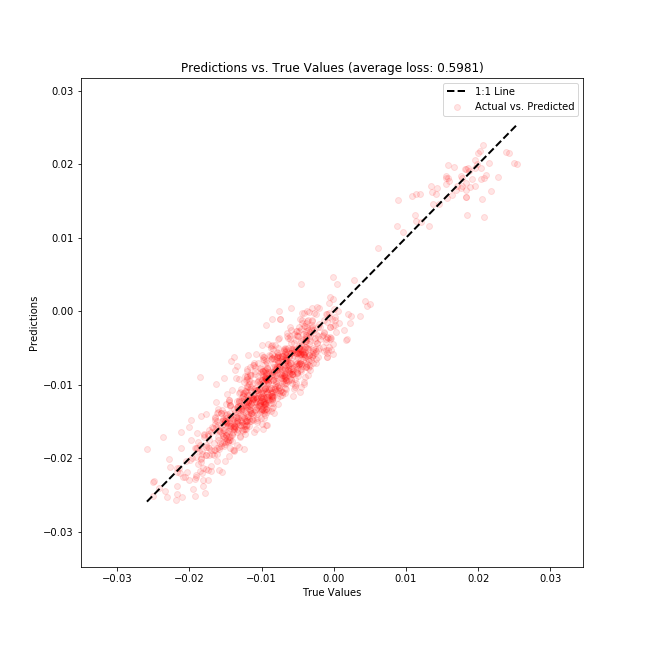 Predictions vs. True Values (average loss: 0.5981)
1:1 Line
Actual vs. Predicted
0.03
0.02
0.01
0.00
−0.01
−0.02
−0.03
Predictions
−0.03 −0.02 −0.01 0.00 0.01 0.02 0.03
True Values